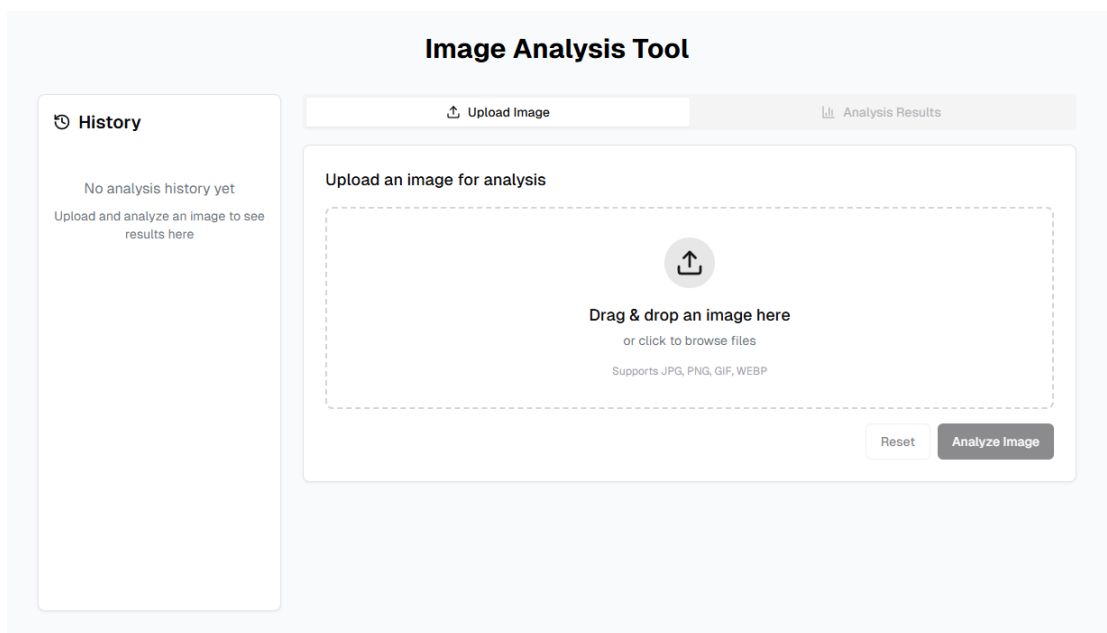 Image Analysis Tool
History
No analysis history yet
Upload and analyze an image to see
results here
Upload Image
Analysis Results
Upload an image for analysis
Drag & drop an image here
or click to browse files
Supports JPG, PNG, GIF, WEBP
Reset
Analyze Image